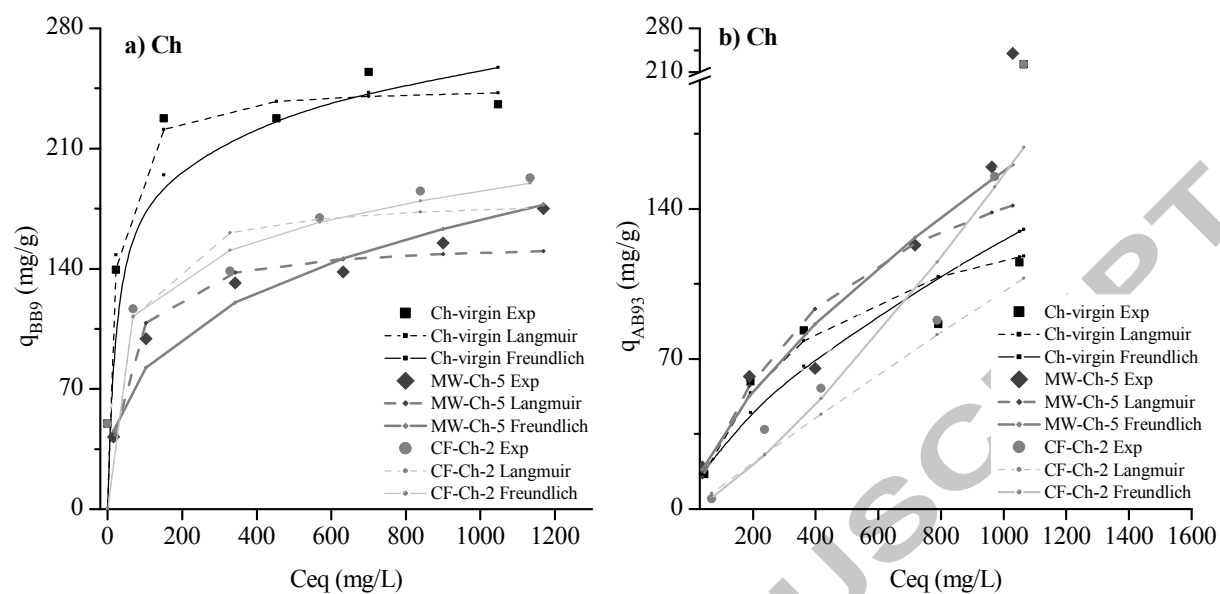 a) Ch
280
210
140
70
0
q_BB9 (mg/g)
0 200 400 600 800 1000 1200
Ceq (mg/L)
Ch-virgin Exp
Ch-virgin Langmuir
Ch-virgin Freundlich
MW-Ch-5 Exp
MW-Ch-5 Langmuir
MW-Ch-5 Freundlich
CF-Ch-2 Exp
CF-Ch-2 Langmuir
CF-Ch-2 Freundlich
b) Ch
280
210
140
70
0
q_AB93 (mg/g)
200 400 600 800 1000 1200 1400 1600
Ceq (mg/L)
Ch-virgin Exp
Ch-virgin Langmuir
Ch-virgin Freundlich
MW-Ch-5 Exp
MW-Ch-5 Langmuir
MW-Ch-5 Freundlich
CF-Ch-2 Exp
CF-Ch-2 Langmuir
CF-Ch-2 Freundlich
USCRIPT